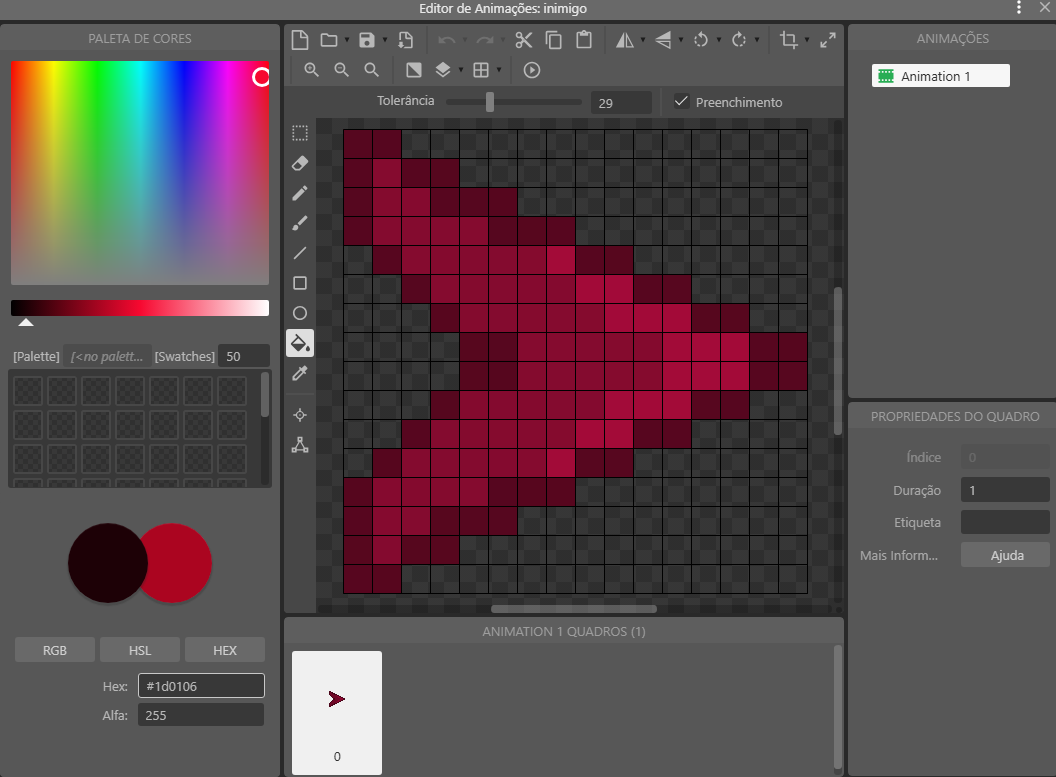 Editor de Animações: inimigo
PALETA DE CORES
ANIMAÇÕES
Animation 1
Tolerância
29
Preenchimento
[Palette]
[<no palett...
[Swatches]
50
PROPRIEDADES DO QUADRO
Índice
0
Duração
1
Etiqueta
Mais Inform...
Ajuda
RGB
HSL
HEX
Hex:
#1d0106
Alfa:
255
ANIMATION 1 QUADROS (1)
0